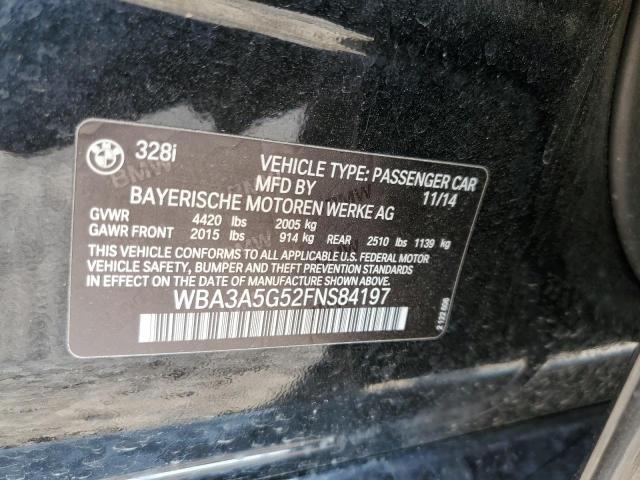 BMW 328i
VEHICLE TYPE: PASSENGER CAR
MFD BY 11/14
BAYERISCHE MOTOREN WERKE AG
GVWR 4420 lbs 2005 kg
GAWR FRONT 2015 lbs 914 kg REAR 2510 lbs 1139 kg
THIS VEHICLE CONFORMS TO ALL APPLICABLE U.S. FEDERAL MOTOR
VEHICLE SAFETY, BUMPER AND THEFT PREVENTION STANDARDS
IN EFFECT ON THE DATE OF MANUFACTURE SHOWN ABOVE.
WBA3A5G52FNS84197